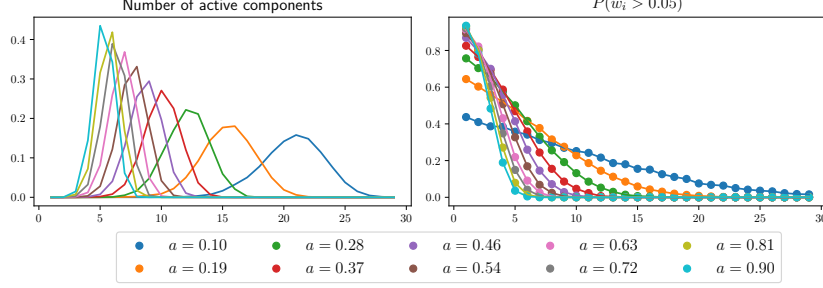 Number of active components
P(w_i > 0.05)
0.4
0.3
0.2
0.1
0.0
0 5 10 15 20 25 30
0.8
0.6
0.4
0.2
0.0
0 5 10 15 20 25 30
a = 0.10 a = 0.28 a = 0.46 a = 0.63 a = 0.81
a = 0.19 a = 0.37 a = 0.54 a = 0.72 a = 0.90